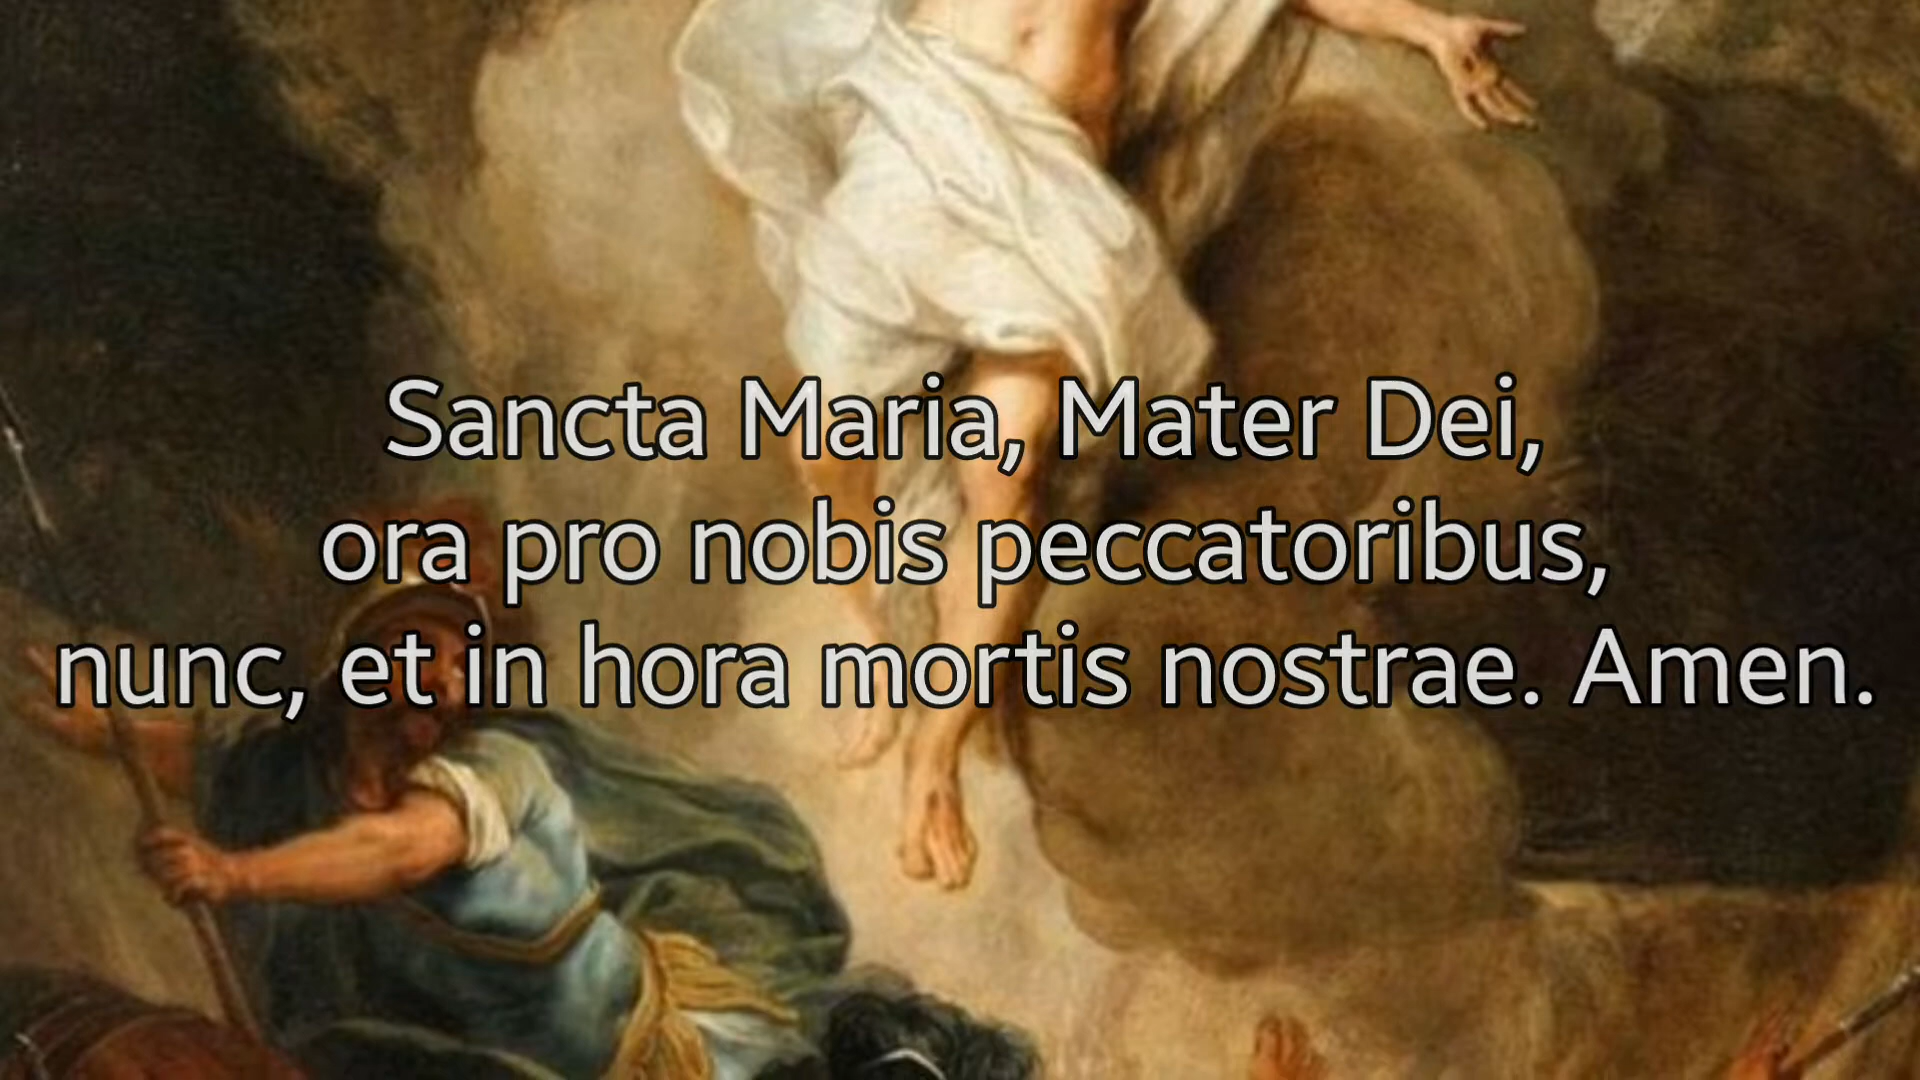 Sancta Maria, Mater Dei,
ora pro nobis peccatoribus,
nunc, et in hora mortis nostrae. Amen.